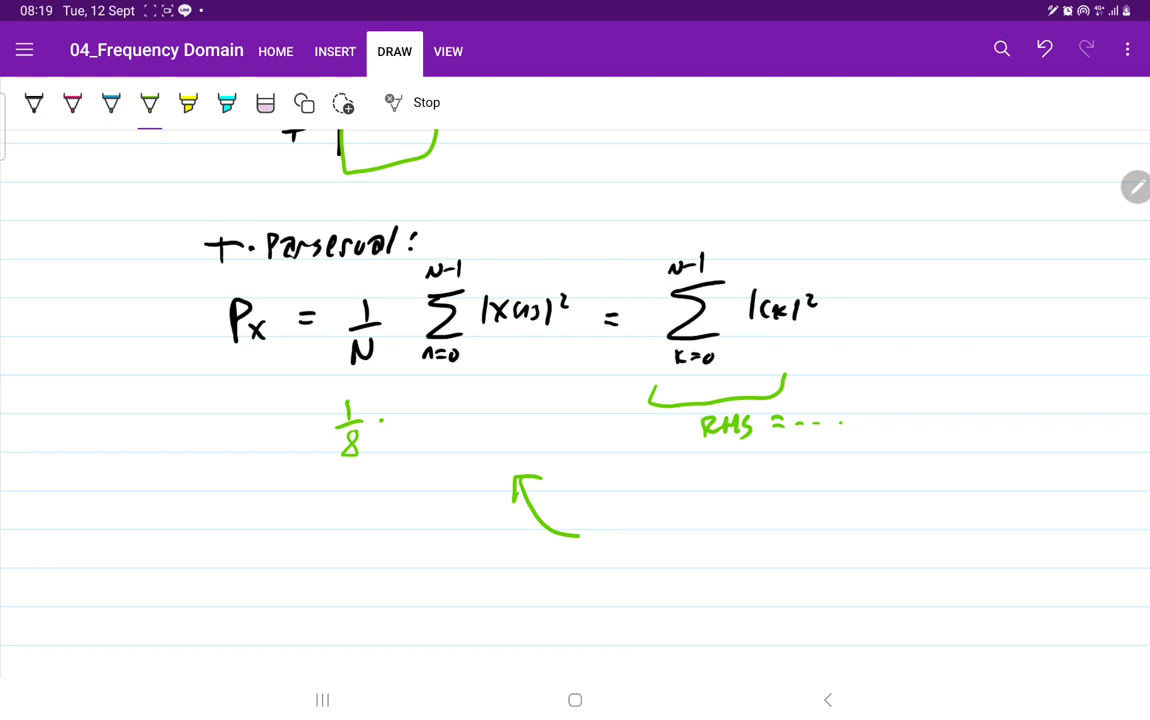 08:19 Tue, 12 Sept
04_Frequency Domain HOME INSERT DRAW VIEW
Stop
+
+. Parseval :
Px = 1/N N-1 Σ n=0 |x(n)|² = N-1 Σ k=0 |Ck|²
1/8 .
RHS = ....